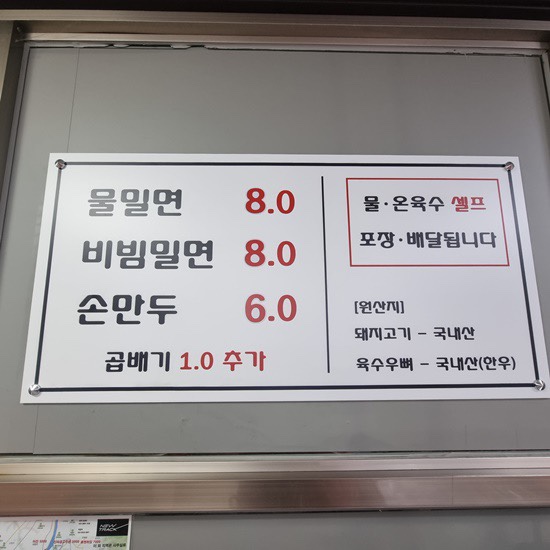 물밀면 8.0
비빔밀면 8.0
손만두 6.0
곱배기 1.0 추가
물·온육수 셀프
포장·배달됩니다
[원산지]
돼지고기 - 국내산
육수우뼈 - 국내산(한우)
NEW
TRACK